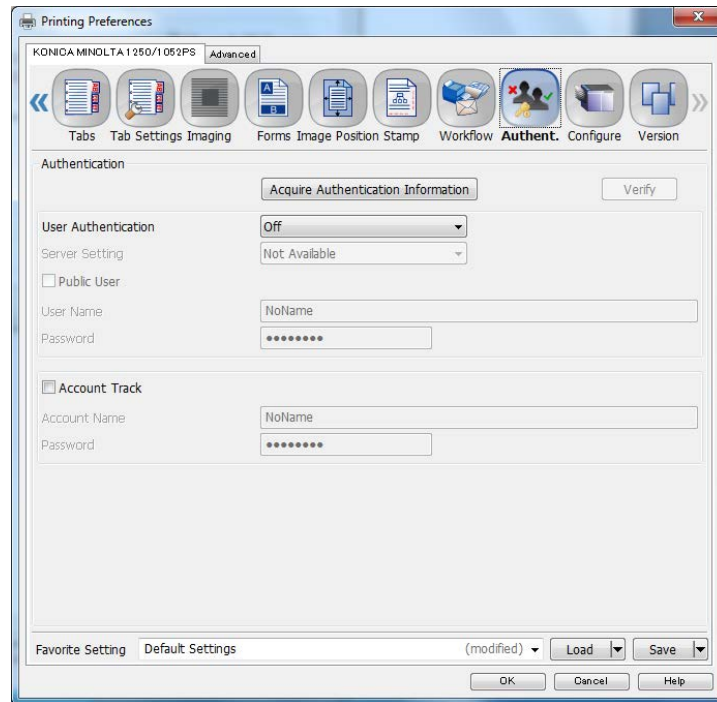 Printing Preferences
KONICA MINOLTA 1250/1052PS Advanced
Tabs Tab Settings Imaging Forms Image Position Stamp Workflow Authent. Configure Version
Authentication
Acquire Authentication Information Verify
User Authentication Off
Server Setting Not Available
Public User
User Name NoName
Password ••••••••
Account Track
Account Name NoName
Password ••••••••
Favorite Setting Default Settings (modified) Load Save
OK Cancel Help